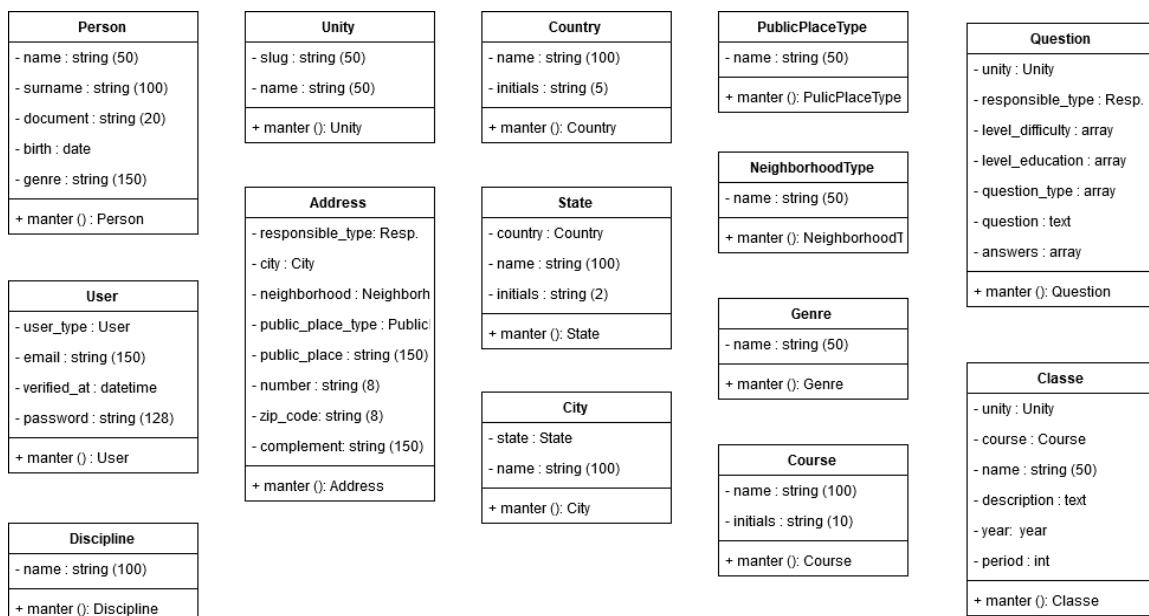 Person
- name : string (50)
- surname : string (100)
- document : string (20)
- birth : date
- genre : string (150)
+ manter () : Person
User
- user_type : User
- email : string (150)
- verified_at : datetime
- password : string (128)
+ manter () : User
Discipline
- name : string (100)
+ manter (): Discipline
Unity
- slug : string (50)
- name : string (50)
+ manter (): Unity
Address
- responsible_type: Resp.
- city : City
- neighborhood : Neighborh
- public_place_type : Public
- public_place : string (150)
- number : string (8)
- zip_code: string (8)
- complement: string (150)
+ manter (): Address
Country
- name : string (100)
- initials : string (5)
+ manter (): Country
State
- country : Country
- name : string (100)
- initials : string (2)
+ manter (): State
City
- state : State
- name : string (100)
+ manter (): City
PublicPlaceType
- name : string (50)
+ manter (): PulicPlaceType
NeighborhoodType
- name : string (50)
+ manter (): NeighborhoodT
Genre
- name : string (50)
+ manter (): Genre
Course
- name : string (100)
- initials : string (10)
+ manter (): Course
Question
- unity : Unity
- responsible_type : Resp.
- level_difficulty : array
- level_education : array
- question_type : array
- question : text
- answers : array
+ manter (): Question
Classe
- unity : Unity
- course : Course
- name : string (50)
- description : text
- year: year
- period : int
+ manter (): Classe